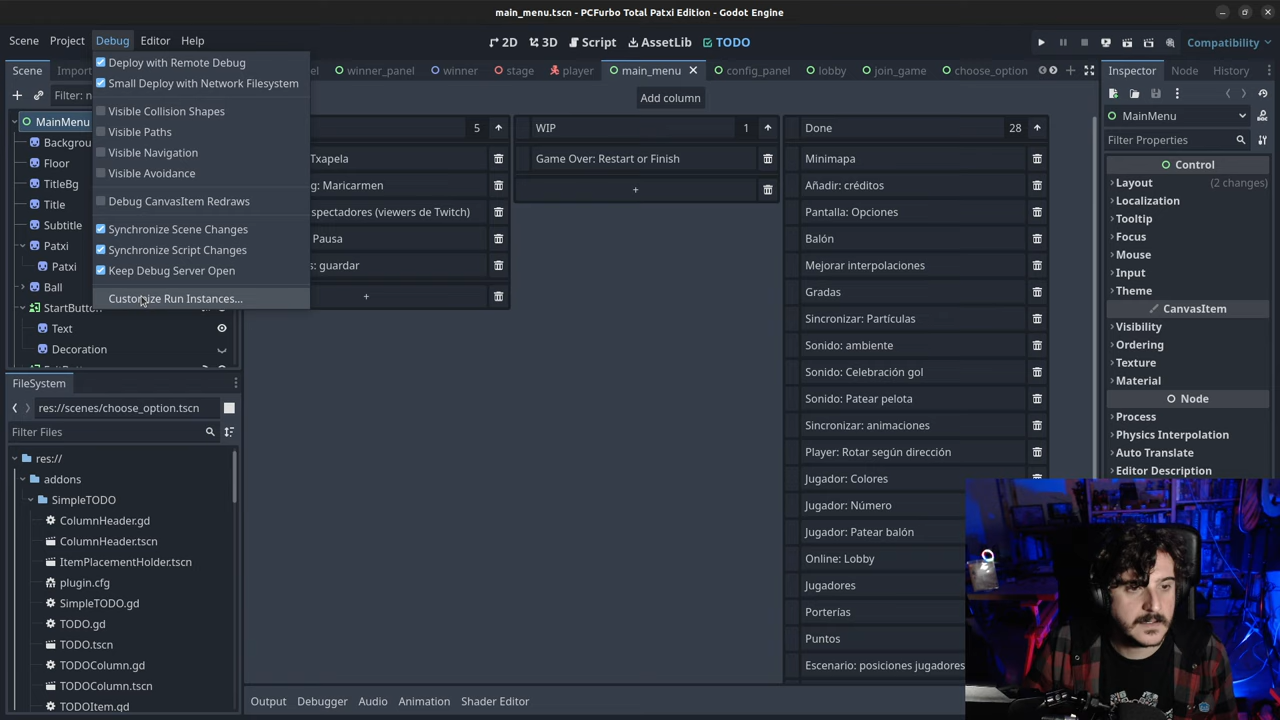 main_menu.tscn - PCFurbo Total Patxi Edition - Godot Engine
Scene Project Debug Editor Help
2D 3D Script AssetLib TODO
Compatibility
Scene Import
winner_panel winner stage player main_menu config_panel lobby join_game choose_option
Inspector Node History
Filter:
MainMenu
Floor
TitleBg
Title
Subtitle
Patxi
Patxi
Ball
Text
Decoration
Deploy with Remote Debug
Small Deploy with Network Filesystem
Visible Collision Shapes
Visible Paths
Visible Navigation
Visible Avoidance
Debug CanvasItem Redraws
Synchronize Scene Changes
Synchronize Script Changes
Keep Debug Server Open
Customize Run Instances...
Add column
5
Txapela
g: Maricarmen
spectadores (viewers de Twitch)
Pausa
s: guardar
+
WIP 1
Game Over: Restart or Finish
+
Done 28
Minimapa
Añadir: créditos
Pantalla: Opciones
Balón
Mejorar interpolaciones
Gradas
Sincronizar: Partículas
Sonido: ambiente
Sonido: Celebración gol
Sonido: Patear pelota
Sincronizar: animaciones
Player: Rotar según dirección
Jugador: Colores
Jugador: Número
Jugador: Patear balón
Online: Lobby
Jugadores
Porterías
Puntos
Escenario: posiciones jugadores
MainMenu
Filter Properties
Control
Layout (2 changes)
Localization
Tooltip
Focus
Mouse
Input
Theme
CanvasItem
Visibility
Ordering
Texture
Material
Node
Process
Physics Interpolation
Auto Translate
Editor Description
FileSystem
res://scenes/choose_option.tscn
Filter Files
res://
addons
SimpleTODO
ColumnHeader.gd
ColumnHeader.tscn
ItemPlacementHolder.tscn
plugin.cfg
SimpleTODO.gd
TODO.gd
TODO.tscn
TODOColumn.gd
TODOColumn.tscn
TODOItem.gd
Output Debugger Audio Animation Shader Editor